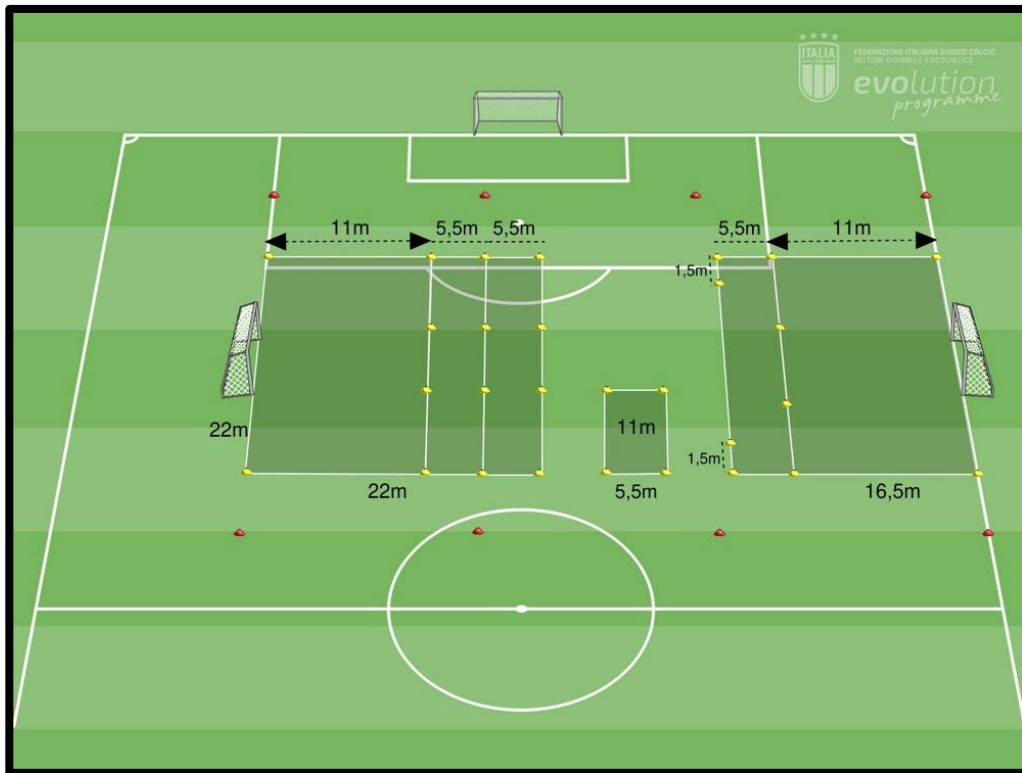 ITALIA
FEDERAZIONE ITALIANA GIUOCO CALCIO
SETTORE GIOVANILE E SCOLASTICO
evolution
programme
11m
5,5m
5,5m
5,5m
11m
1,5m
22m
11m
1,5m
22m
5,5m
16,5m